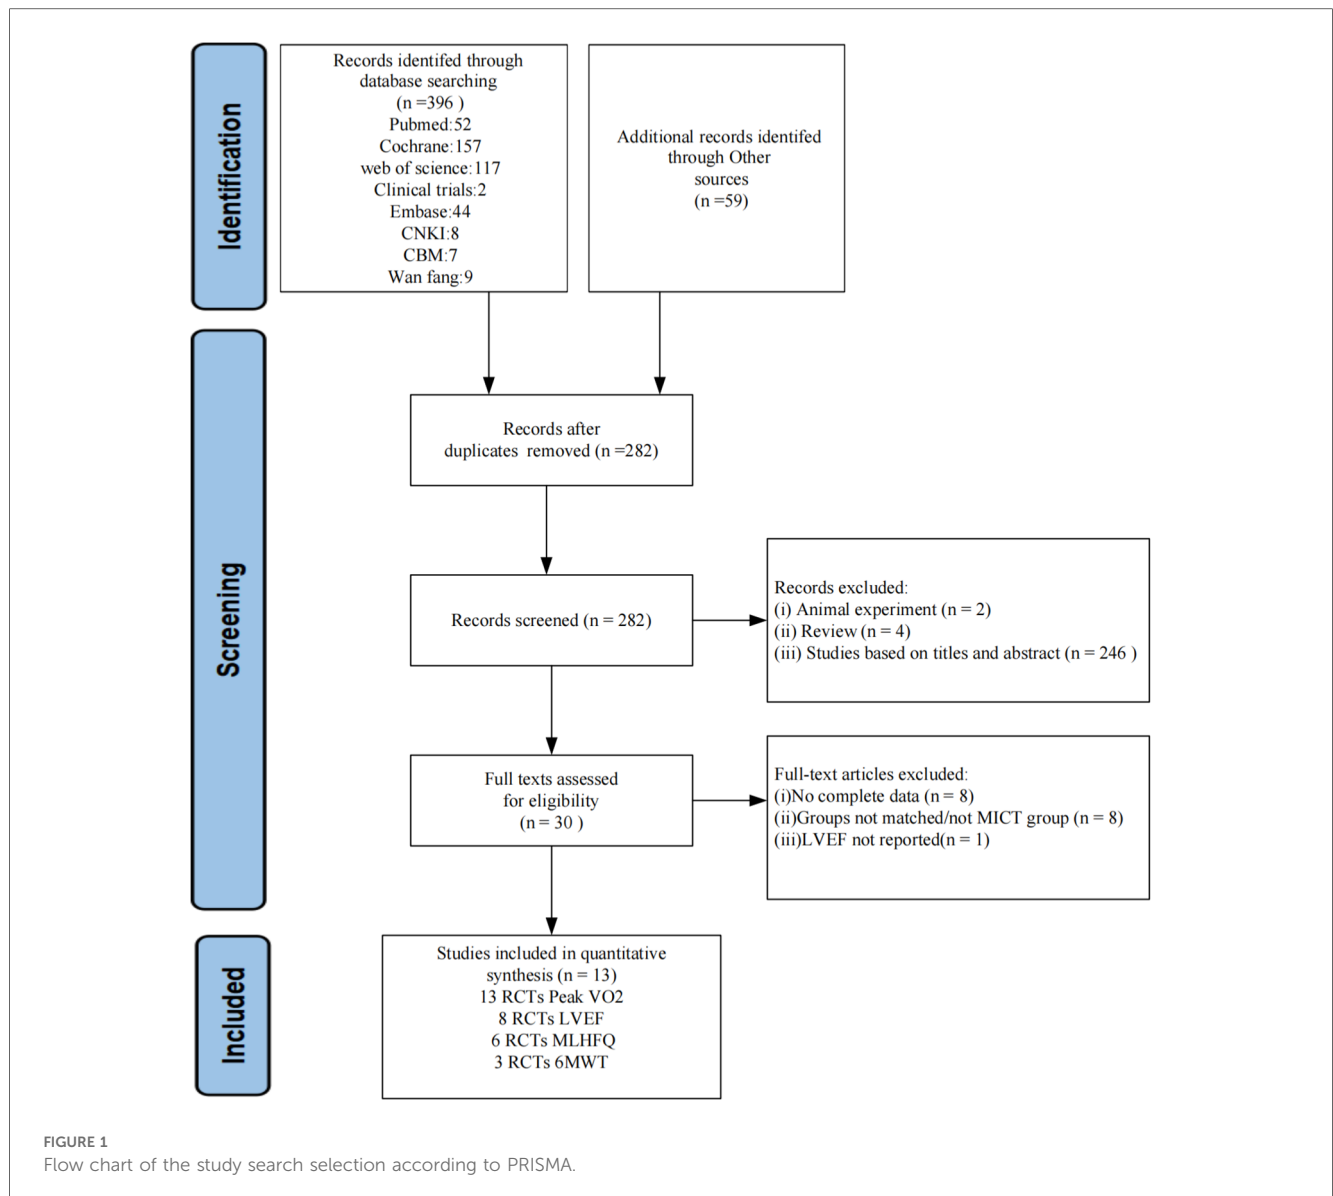 Identification
Records identifed through
database searching
(n =396 )
Pubmed:52
Cochrane:157
web of science:117
Clinical trials:2
Embase:44
CNKI:8
CBM:7
Wan fang:9
Additional records identifed
through Other
sources
(n =59)
Screening
Records after
duplicates removed (n =282)
Records screened (n = 282)
Records excluded:
(i) Animal experiment (n = 2)
(ii) Review (n = 4)
(iii) Studies based on titles and abstract (n = 246 )
Full texts assessed
for eligibility
(n = 30 )
Full-text articles excluded:
(i)No complete data (n = 8)
(ii)Groups not matched/not MICT group (n = 8)
(iii)LVEF not reported(n = 1)
Included
Studies included in quantitative
synthesis (n = 13)
13 RCTs Peak VO2
8 RCTs LVEF
6 RCTs MLHFQ
3 RCTs 6MWT
FIGURE 1
Flow chart of the study search selection according to PRISMA.